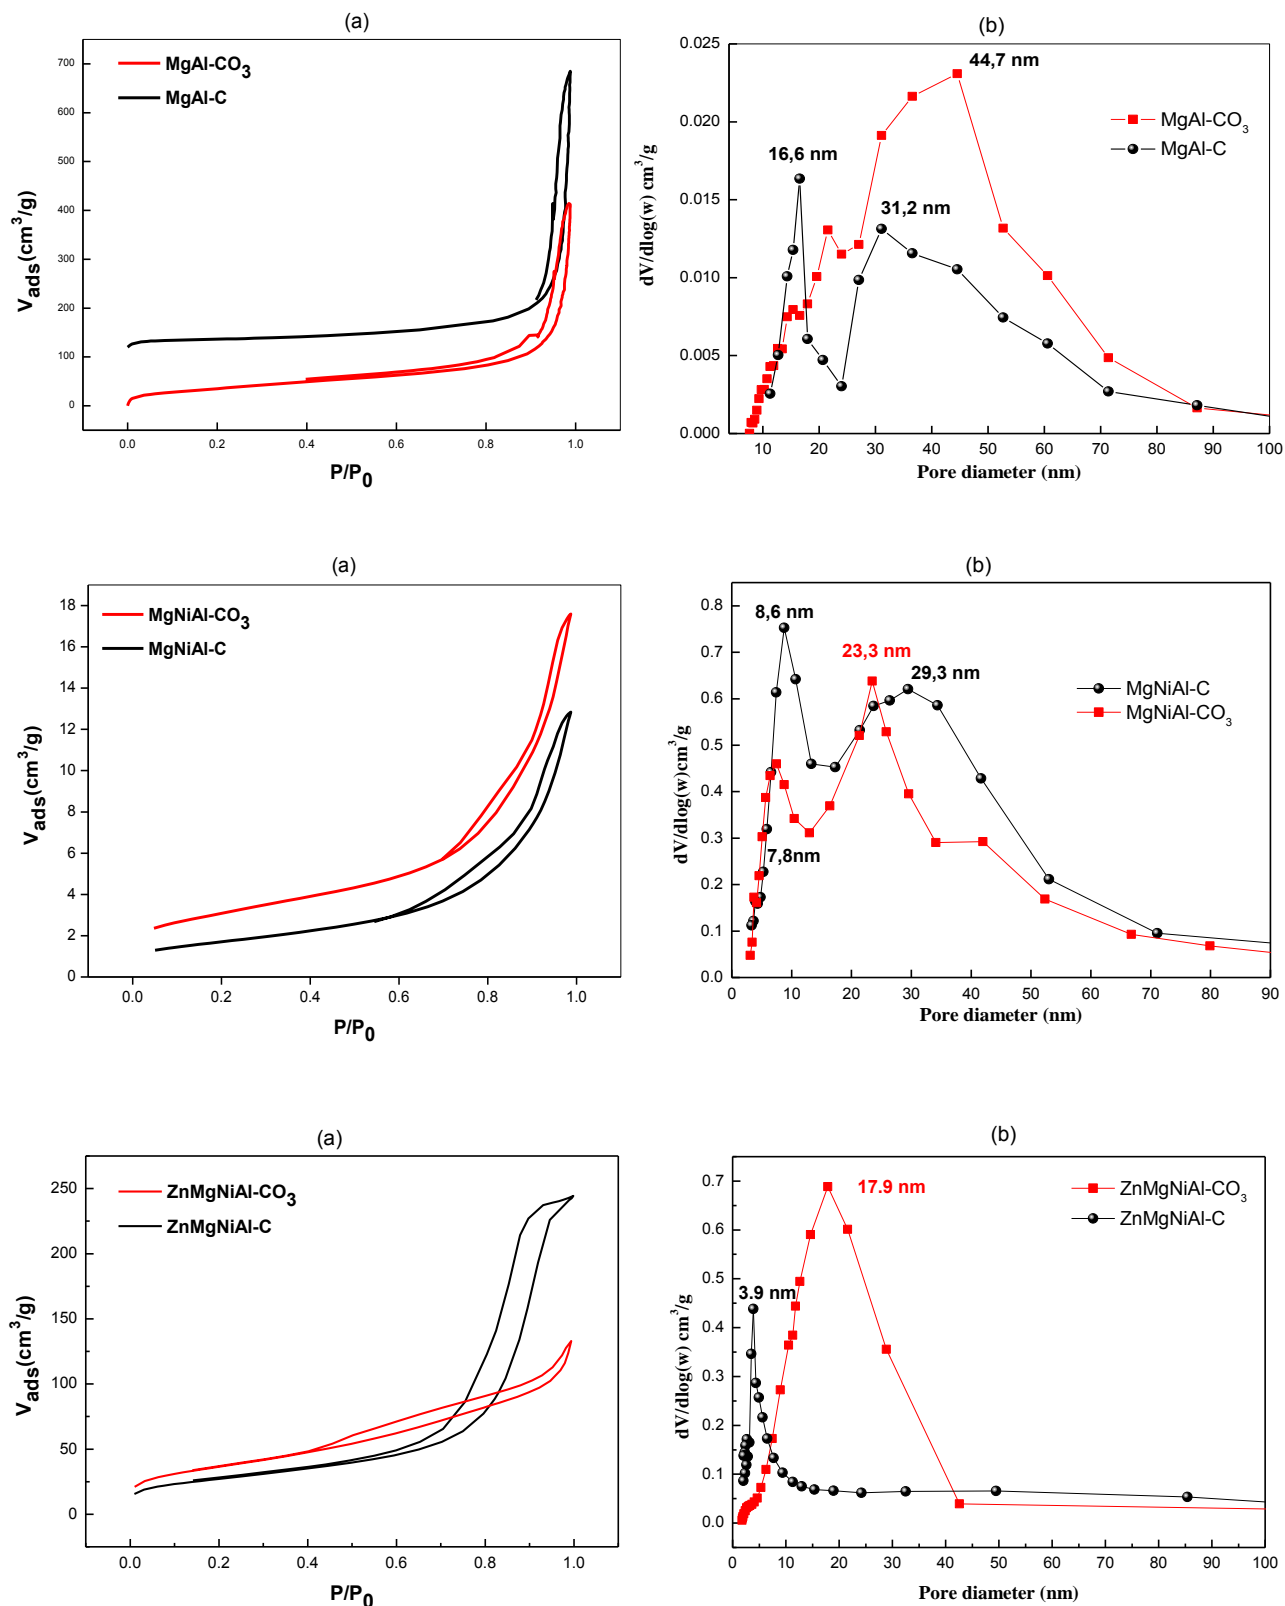 (a)
MgAl-CO3
MgAl-C
700
600
500
400
300
200
100
0
0.0
0.2
0.4
0.6
0.8
1.0
Vads(cm3/g)
P/P0
(b)
0.025
0.020
0.015
0.010
0.005
0.000
44,7 nm
16,6 nm
31,2 nm
MgAl-CO3
MgAl-C
10
20
30
40
50
60
70
80
90
100
dV/dlog(w) cm3/g
Pore diameter (nm)
(a)
MgNiAl-CO3
MgNiAl-C
18
16
14
12
10
8
6
4
2
0
0.0
0.2
0.4
0.6
0.8
1.0
Vads(cm3/g)
P/P0
(b)
0.8
0.7
0.6
0.5
0.4
0.3
0.2
0.1
0.0
8,6 nm
23,3 nm
29,3 nm
7,8nm
MgNiAl-C
MgNiAl-CO3
0
10
20
30
40
50
60
70
80
90
dV/dlog(w)cm3/g
Pore diameter (nm)
(a)
ZnMgNiAl-CO3
ZnMgNiAl-C
250
200
150
100
50
0
0.0
0.2
0.4
0.6
0.8
1.0
Vads(cm3/g)
P/P0
(b)
0.7
0.6
0.5
0.4
0.3
0.2
0.1
0.0
17.9 nm
3.9 nm
ZnMgNiAl-CO3
ZnMgNiAl-C
0
10
20
30
40
50
60
70
80
90
100
dV/dlog(w) cm3/g
Pore diameter (nm)